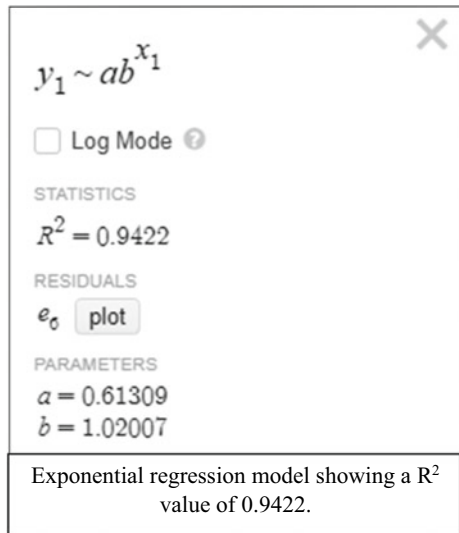 ×
y₁ ~ ab^x₁
Log Mode ?
STATISTICS
R² = 0.9422
RESIDUALS
e₆ plot
PARAMETERS
a = 0.61309
b = 1.02007
Exponential regression model showing a R²
value of 0.9422.